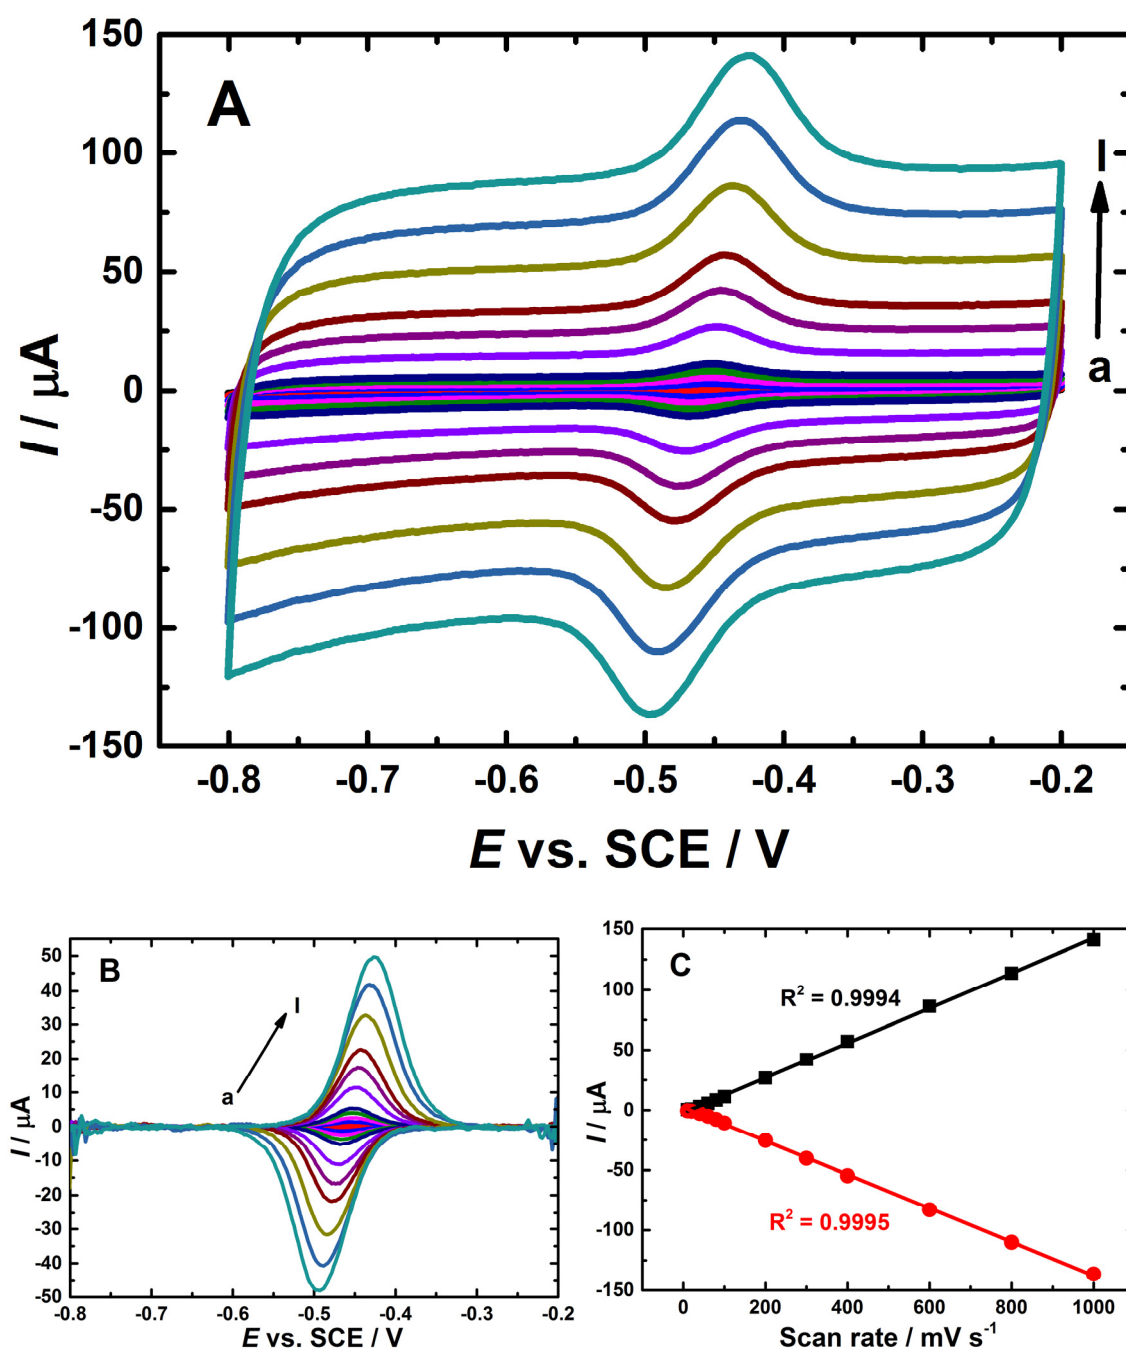 A
150
100
50
0
-50
-100
-150
I / μA
l
a
-0.8 -0.7 -0.6 -0.5 -0.4 -0.3 -0.2
E vs. SCE / V
B
50
40
30
20
10
0
-10
-20
-30
-40
-50
I / μA
l
a
-0.8 -0.7 -0.6 -0.5 -0.4 -0.3 -0.2
E vs. SCE / V
C
150
100
50
0
-50
-100
-150
I / μA
R² = 0.9994
R² = 0.9995
0 200 400 600 800 1000
Scan rate / mV s⁻¹